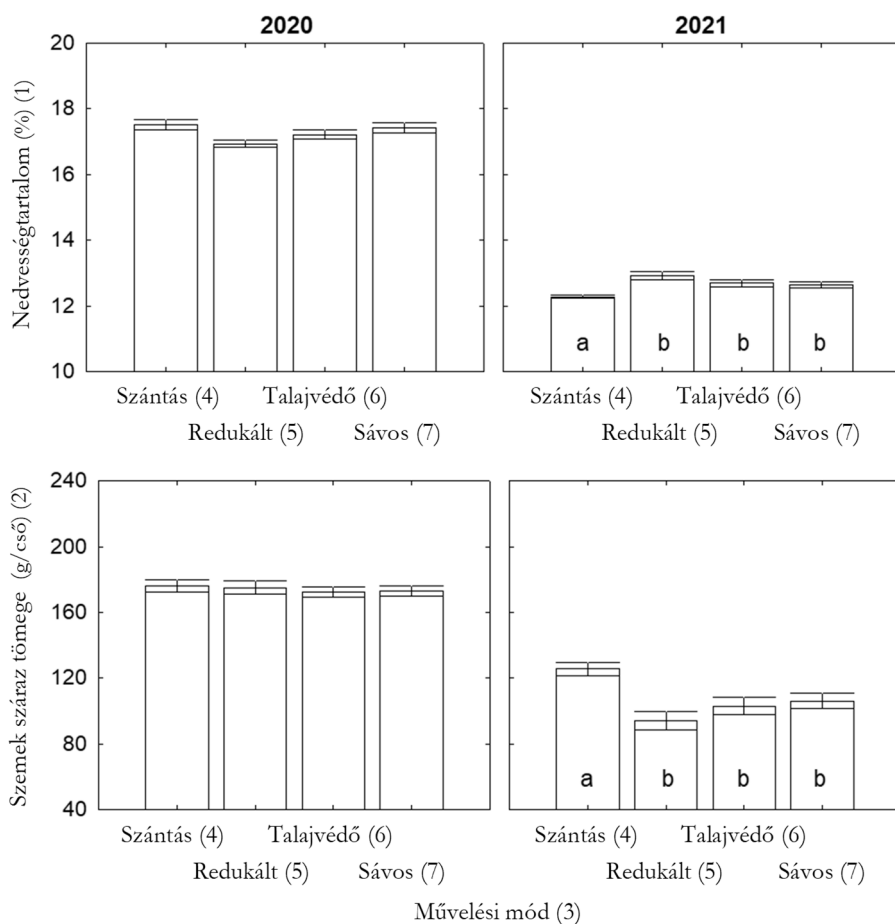 2020
2021
Nedvességtartalom (%) (1)
20
18
16
14
12
10
a b b b
Szántás (4) Talajvédő (6)
Redukált (5) Sávos (7)
Szántás (4) Talajvédő (6)
Redukált (5) Sávos (7)
Szemek száraz tömege (g/cső) (2)
240
200
160
120
80
40
a b b b
Szántás (4) Talajvédő (6)
Redukált (5) Sávos (7)
Szántás (4) Talajvédő (6)
Redukált (5) Sávos (7)
Művelési mód (3)